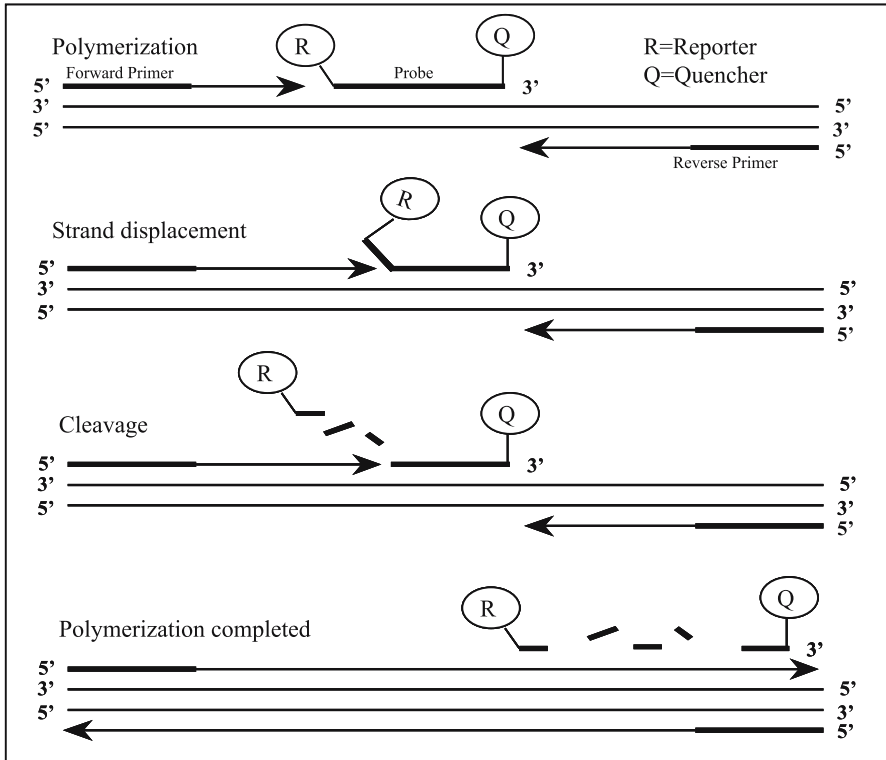 Polymerization
R
Q
R=Reporter
Q=Quencher
Forward Primer
Probe
5’
3’
3’
5’
5’
3’
5’
Reverse Primer
Strand displacement
R
Q
5’
3’
3’
5’
5’
3’
5’
Cleavage
R
Q
5’
3’
3’
5’
5’
3’
5’
Polymerization completed
R
Q
5’
3’
3’
5’
5’
3’
5’